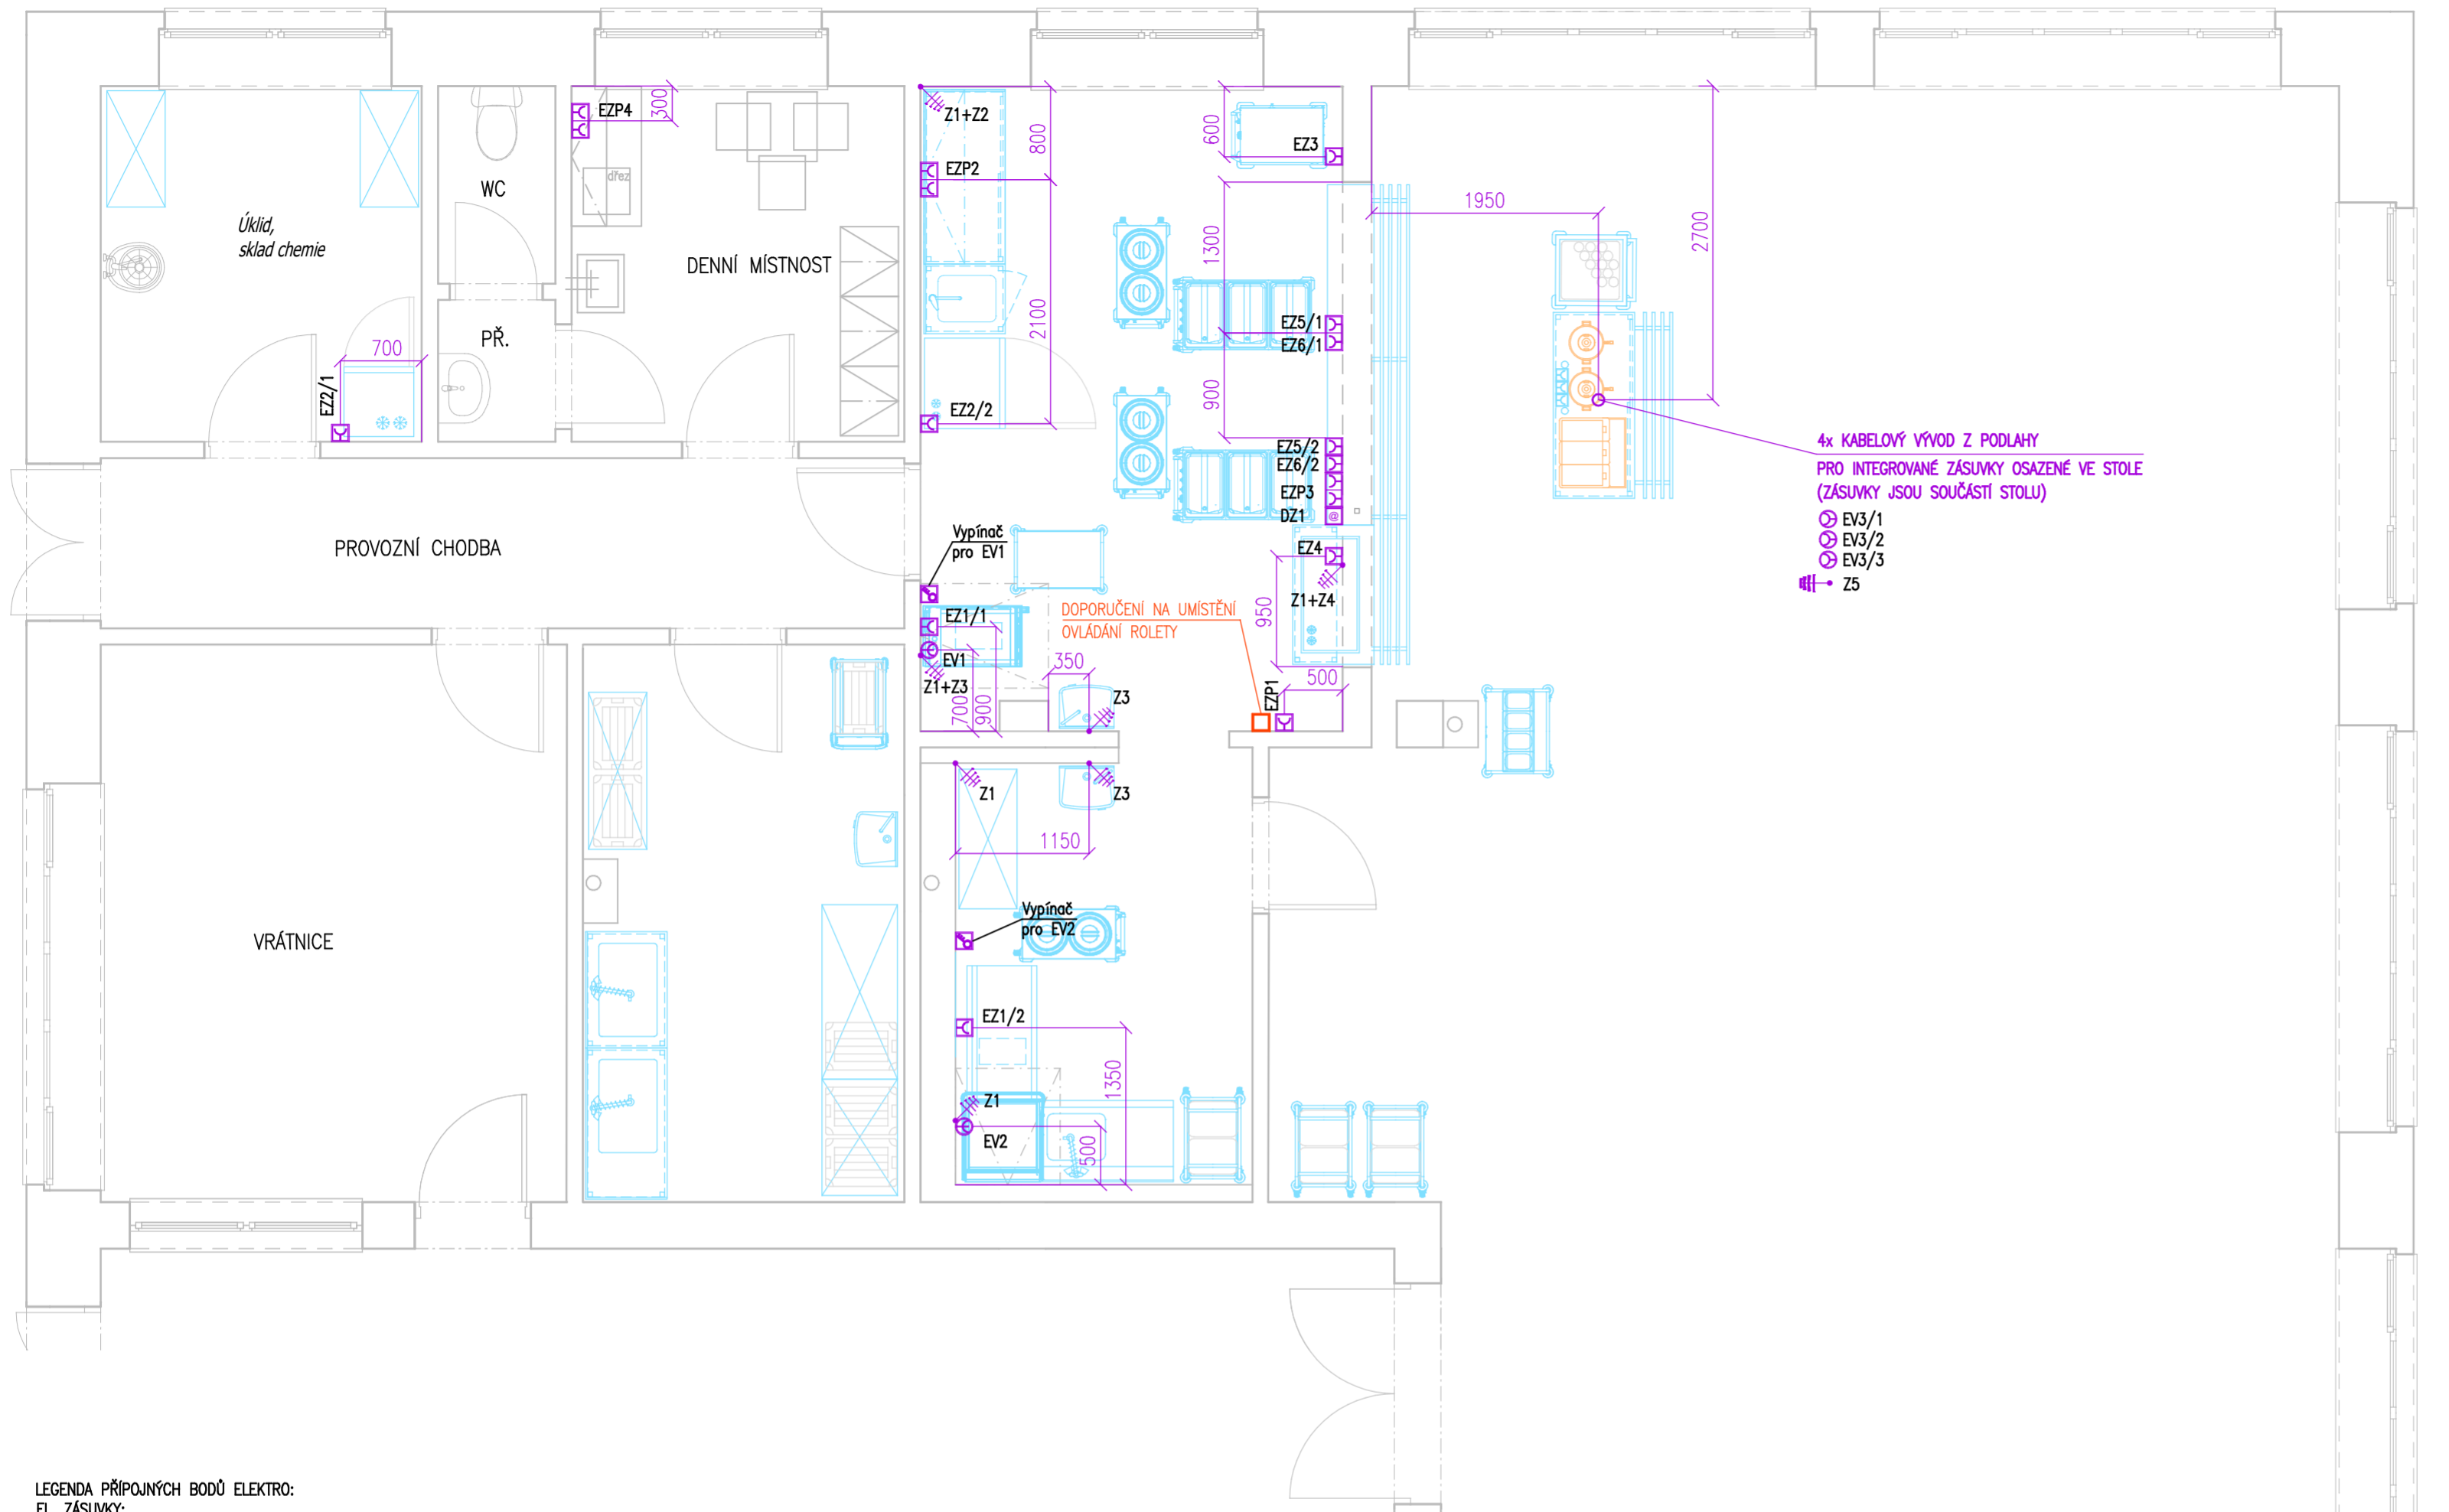 EZP4
300
Z1+Z2
800
600
EZ3
EZP2
dřez
WC
1950
Úklid,
sklad chemie
2700
1300
DENNÍ MÍSTNOST
2100
EZ5/1
PŘ.
EZ6/1
700
EZ2/1
900
EZ2/2
4x KABELOVÝ VÝVOD Z PODLAHY
EZ5/2
EZ6/2
PRO INTEGROVANÉ ZÁSUVKY OSAZENÉ VE STOLE
EZP3
(ZÁSUVKY JSOU SOUČÁSTÍ STOLU)
DZ1
@
EV3/1
Vypínač
pro EV1
EV3/2
PROVOZNÍ CHODBA
EZ4
EV3/3
Z5
Z1+Z4
950
DOPORUČENÍ NA UMÍSTĚNÍ
OVLÁDÁNÍ ROLETY
EZ1/1
EV1
350
Z1+Z3
500
EZP1
Z3
700
900
Z1
Z3
1150
Vypínač
pro EV2
VRÁTNICE
EZ1/2
1350
Z1
EV2
500
LEGENDA PŘÍPOJNÝCH BODŮ ELEKTRO:
EL. ZÁSUVKY: